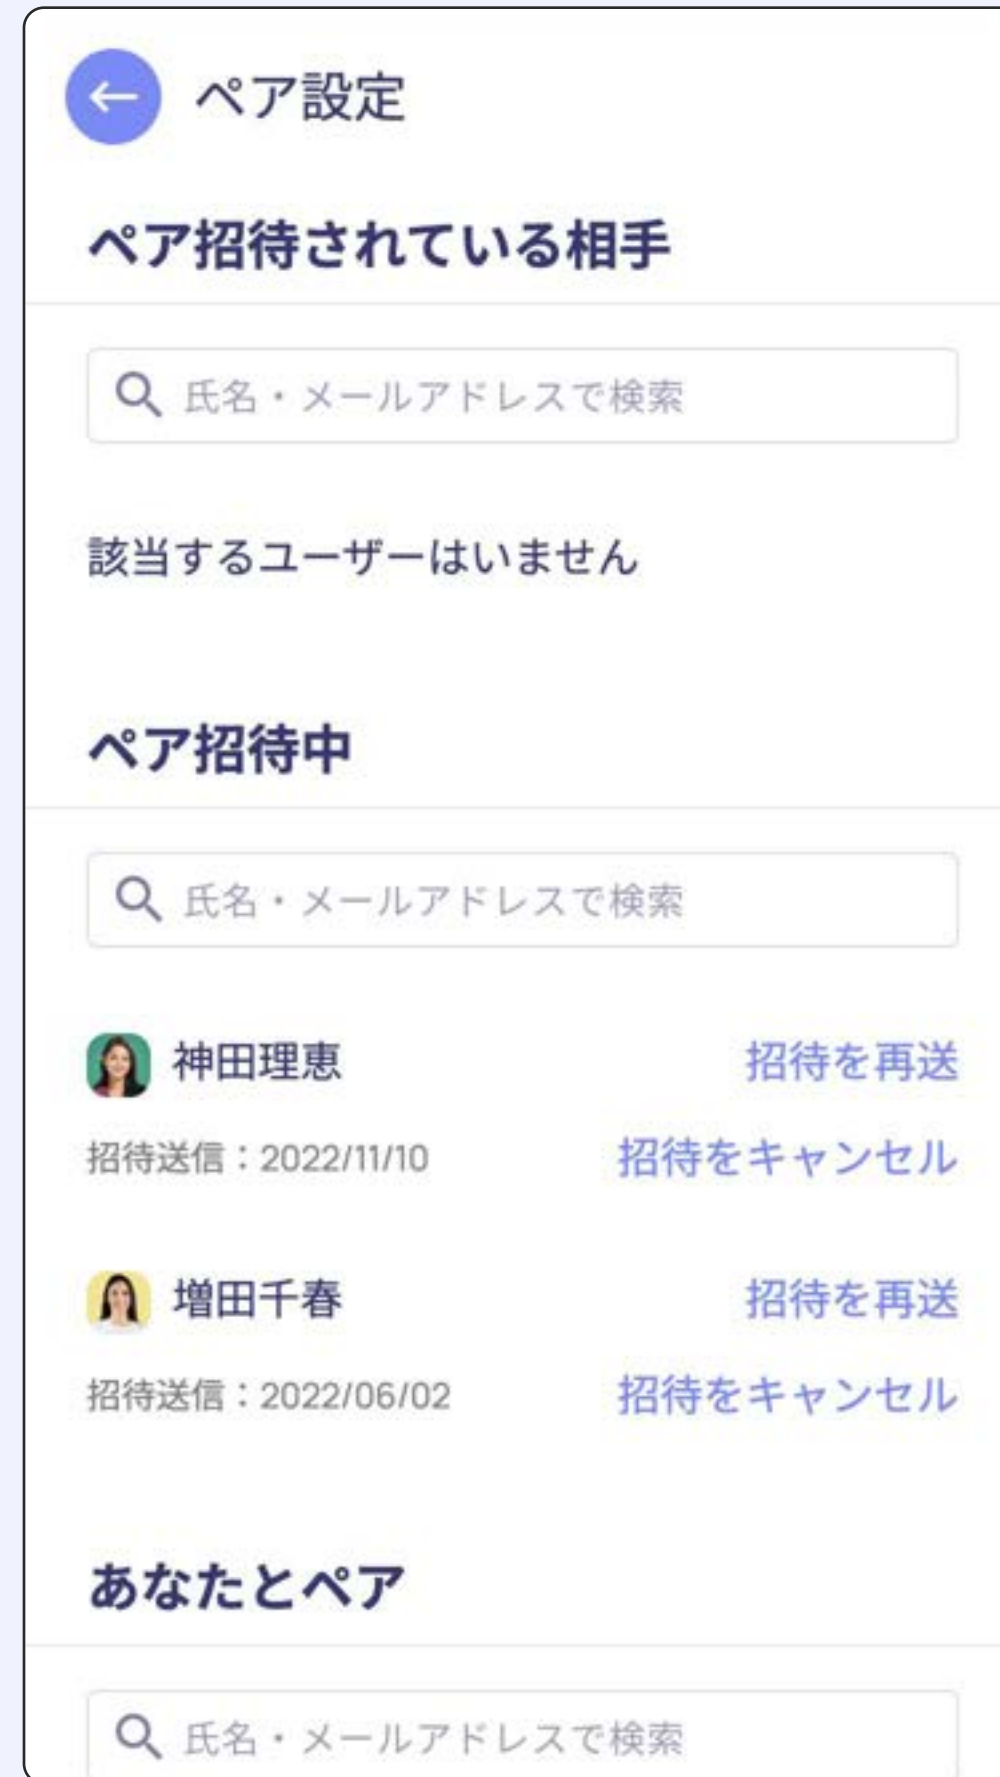 ペア設定
ペア招待されている相手
氏名・メールアドレスで検索
該当するユーザーはいません
ペア招待中
氏名・メールアドレスで検索
神田理恵 招待を再送
招待送信：2022/11/10 招待をキャンセル
増田千春 招待を再送
招待送信：2022/06/02 招待をキャンセル
あなたとペア
氏名・メールアドレスで検索